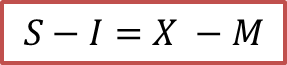 S − I = X − M